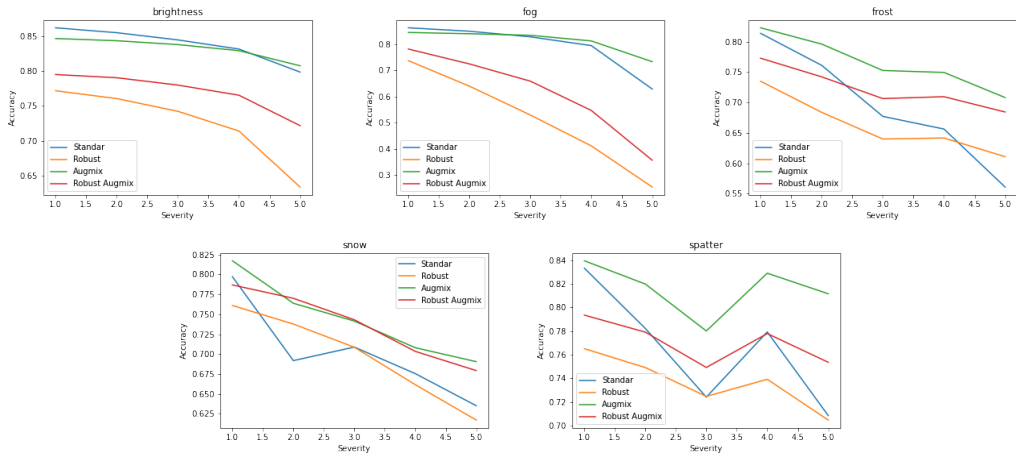 brightness
0.85
0.80
0.75
0.70
0.65
Accuracy
Standar
Robust
Augmix
Robust Augmix
1.0 1.5 2.0 2.5 3.0 3.5 4.0 4.5 5.0
Severity
fog
0.8
0.7
0.6
0.5
0.4
0.3
Accuracy
Standar
Robust
Augmix
Robust Augmix
1.0 1.5 2.0 2.5 3.0 3.5 4.0 4.5 5.0
Severity
frost
0.80
0.75
0.70
0.65
0.60
0.55
Accuracy
Standar
Robust
Augmix
Robust Augmix
1.0 1.5 2.0 2.5 3.0 3.5 4.0 4.5 5.0
Severity
snow
0.825
0.800
0.775
0.750
0.725
0.700
0.675
0.650
0.625
Accuracy
Standar
Robust
Augmix
Robust Augmix
1.0 1.5 2.0 2.5 3.0 3.5 4.0 4.5 5.0
Severity
spatter
0.84
0.82
0.80
0.78
0.76
0.74
0.72
0.70
Accuracy
Standar
Robust
Augmix
Robust Augmix
1.0 1.5 2.0 2.5 3.0 3.5 4.0 4.5 5.0
Severity